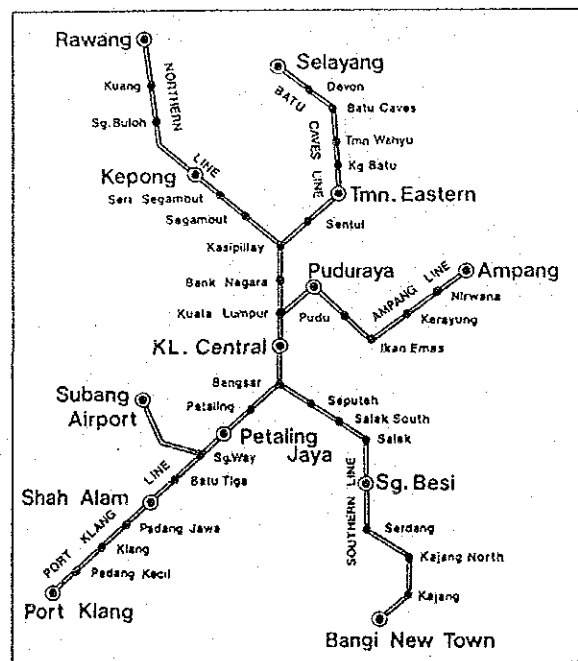 Rawang
Selayang
Kuang
NORTHERN
LINE
Devon
BATU
CAVES LINE
Batu Caves
Sg. Buloh
Tmn Wahyu
Kepong
Kg Batu
Seri Segambut
Tmn. Eastern
Segambut
Sentul
Kasipillay
Bank Nagara
Puduraya
AMPANG LINE
Ampang
Nirwana
Kuala Lumpur
Pudu
Kerayung
KL. Central
Ikan Emas
Subang
Airport
Bangsar
Seputeh
Petaling
Salak South
Petaling
Jaya
Salak
Sg. Way
Batu Tiga
Sg. Besi
Shah Alam
PORT KLANG LINE
SOUTHERN LINE
Padang Jawa
Serdang
Klang
Kajang North
Padang Kecil
Kajang
Port Klang
Bangi New Town